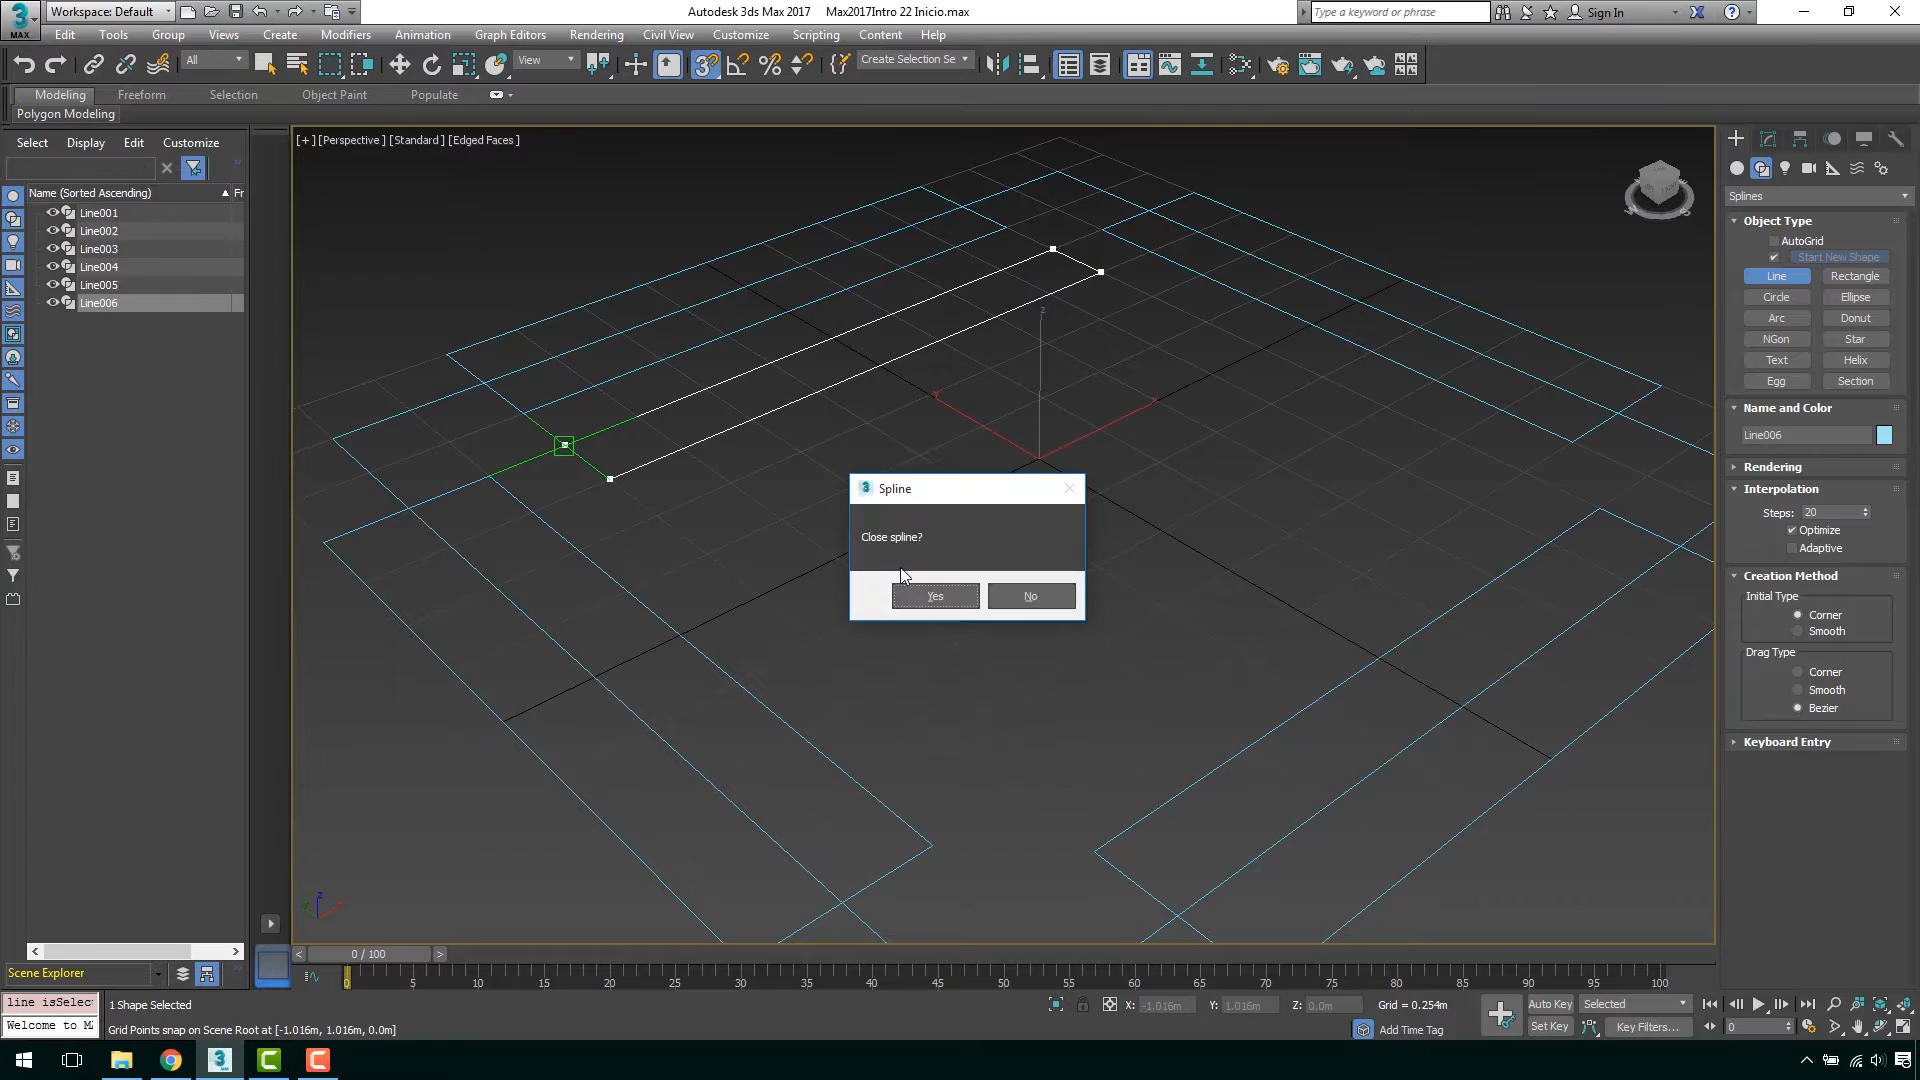 Workspace: Default
Autodesk 3ds Max 2017    Max2017Intro 22 Inicio.max
Type a keyword or phrase
Sign In
MAX
Edit Tools Group Views Create Modifiers Animation Graph Editors Rendering Civil View Customize Scripting Content Help
All
View
Create Selection Se
Modeling Freeform Selection Object Paint Populate
Polygon Modeling
Select Display Edit Customize
Name (Sorted Ascending)
Fr
Line001
Line002
Line003
Line004
Line005
Line006
[+] [Perspective ] [Standard ] [Edged Faces ]
Spline
Close spline?
Yes
No
Splines
Object Type
AutoGrid
Start New Shape
Line Rectangle
Circle Ellipse
Arc Donut
NGon Star
Text Helix
Egg Section
Name and Color
Line006
Rendering
Interpolation
Steps: 20
Optimize
Adaptive
Creation Method
Initial Type
Corner
Smooth
Drag Type
Corner
Smooth
Bezier
Keyboard Entry
< 0 / 100 >
0 5 10 15 20 25 30 35 40 45 50 55 60 65 70 75 80 85 90 95 100
Scene Explorer
line isSelec
Welcome to M
1 Shape Selected
Grid Points snap on Scene Root at [-1.016m, 1.016m, 0.0m]
X: -1.016m Y: 1.016m Z: 0.0m Grid = 0.254m
Add Time Tag
Auto Key Selected
Set Key Key Filters...
0